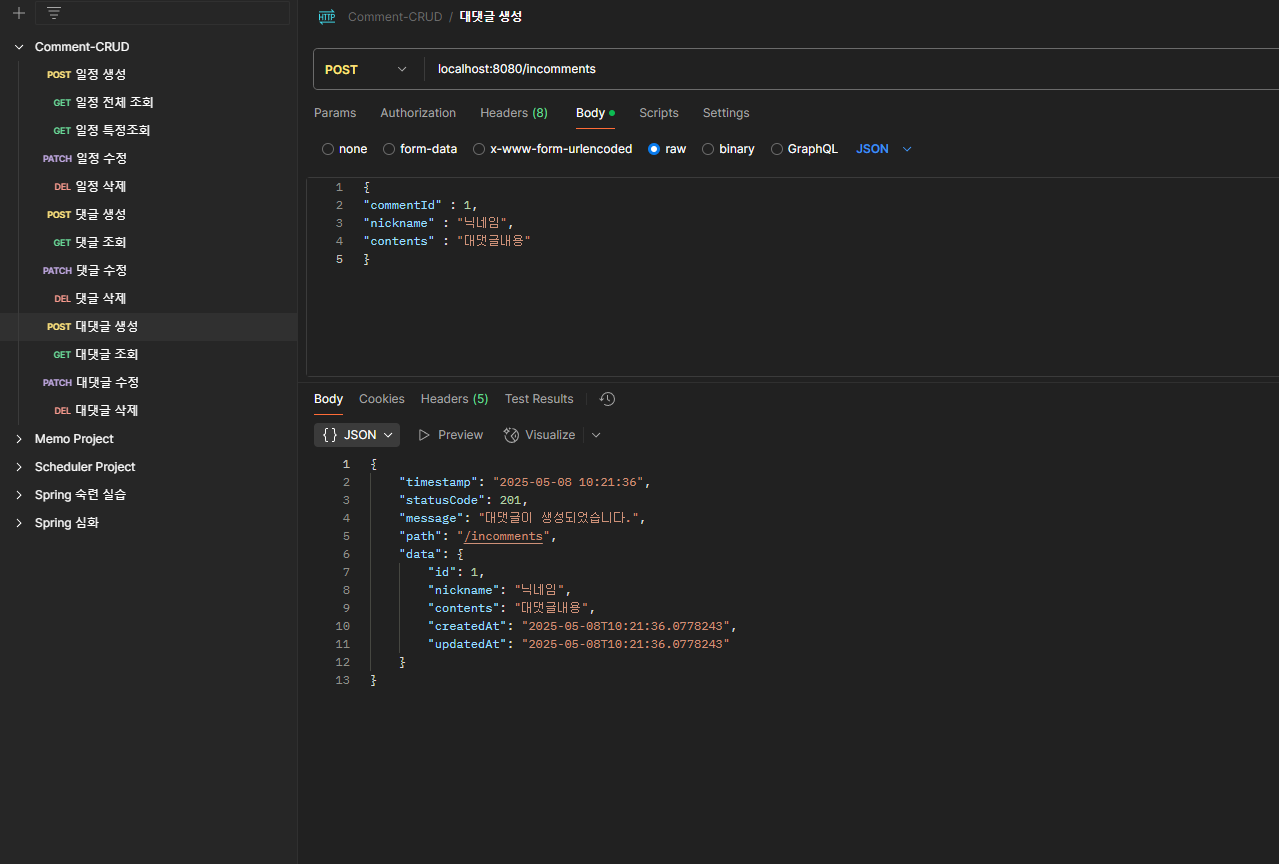 Comment-CRUD
POST 일정 생성
GET 일정 전체 조회
GET 일정 특정조회
PATCH 일정 수정
DEL 일정 삭제
POST 댓글 생성
GET 댓글 조회
PATCH 댓글 수정
DEL 댓글 삭제
POST 대댓글 생성
GET 대댓글 조회
PATCH 대댓글 수정
DEL 대댓글 삭제
Memo Project
Scheduler Project
Spring 숙련 실습
Spring 심화
HTTP Comment-CRUD / 대댓글 생성
POST localhost:8080/incomments
Params Authorization Headers (8) Body Scripts Settings
none form-data x-www-form-urlencoded raw binary GraphQL JSON
1 {
2 "commentId" : 1,
3 "nickname" : "닉네임",
4 "contents" : "대댓글내용"
5 }
Body Cookies Headers (5) Test Results
{} JSON Preview Visualize
1 {
2 "timestamp": "2025-05-08 10:21:36",
3 "statusCode": 201,
4 "message": "대댓글이 생성되었습니다.",
5 "path": "/incomments",
6 "data": {
7 "id": 1,
8 "nickname": "닉네임",
9 "contents": "대댓글내용",
10 "createdAt": "2025-05-08T10:21:36.0778243",
11 "updatedAt": "2025-05-08T10:21:36.0778243"
12 }
13 }